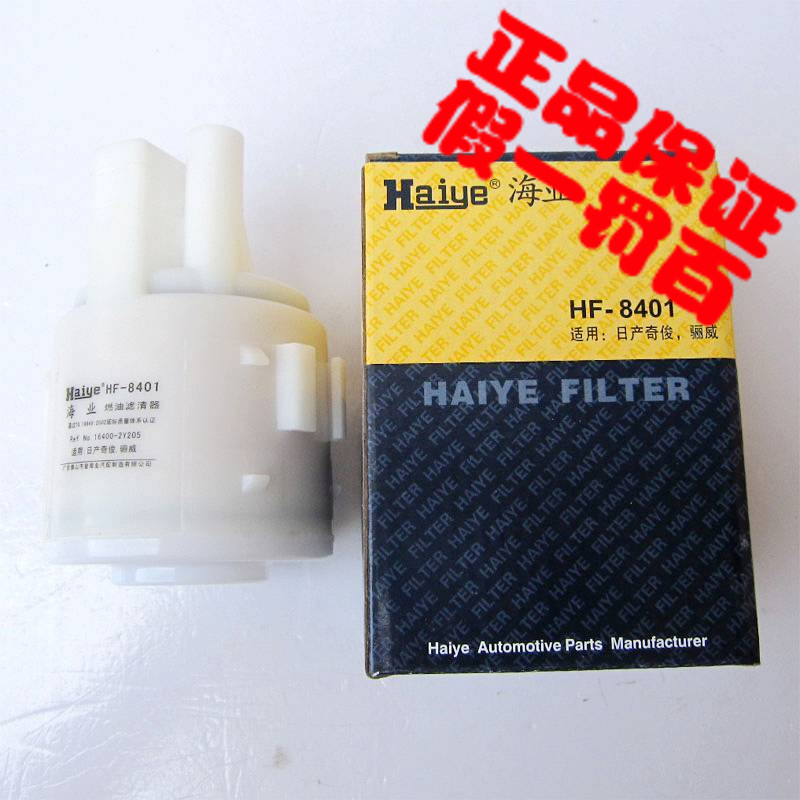 正品保证
假一罚百
Haiye® 海业
HF-8401
适用：日产奇俊，骊威
HAIYE FILTER
Haiye Automotive Parts Manufacturer
Haiye® HF-8401
海 业 燃油滤清器
Ref No.16400-2Y205
适用:日产奇俊、骊威